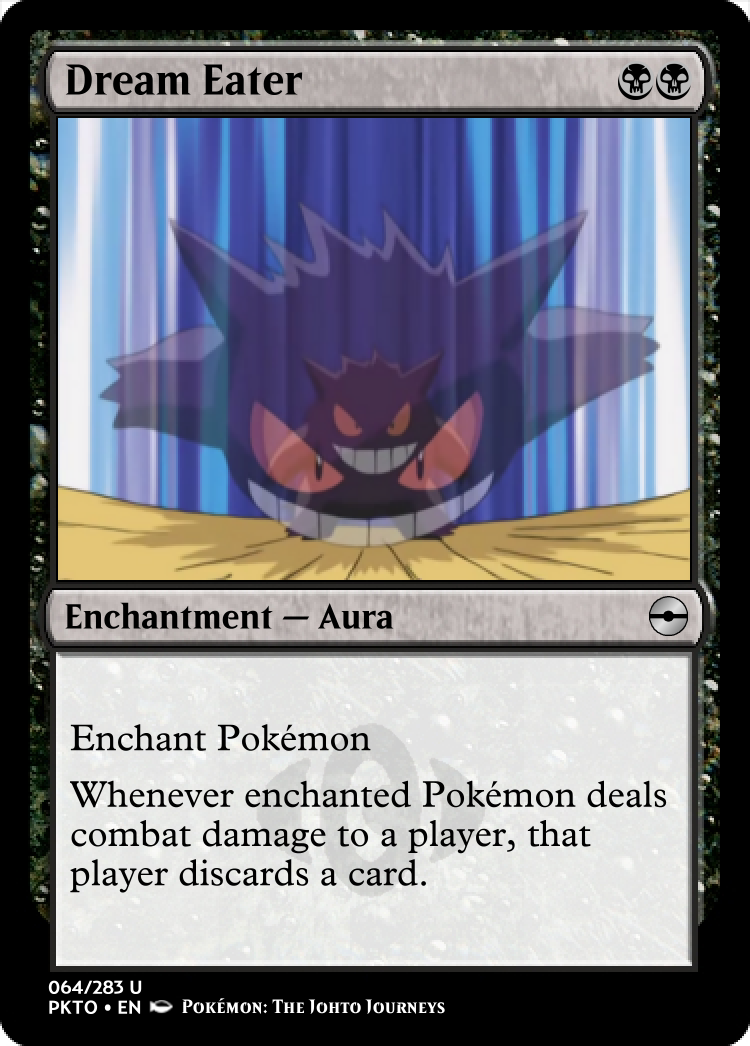 Dream Eater
Enchantment — Aura
Enchant Pokémon
Whenever enchanted Pokémon deals
combat damage to a player, that
player discards a card.
064/283 U
PKTO • EN Pokémon: The Johto Journeys